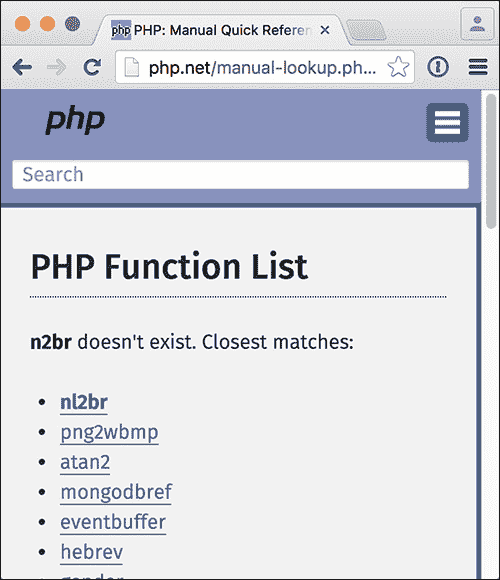 php PHP: Manual Quick Referen
php.net/manual-lookup.ph...
php
Search
PHP Function List
n2br doesn't exist. Closest matches:
• nl2br
• png2wbmp
• atan2
• mongodbref
• eventbuffer
• hebrev